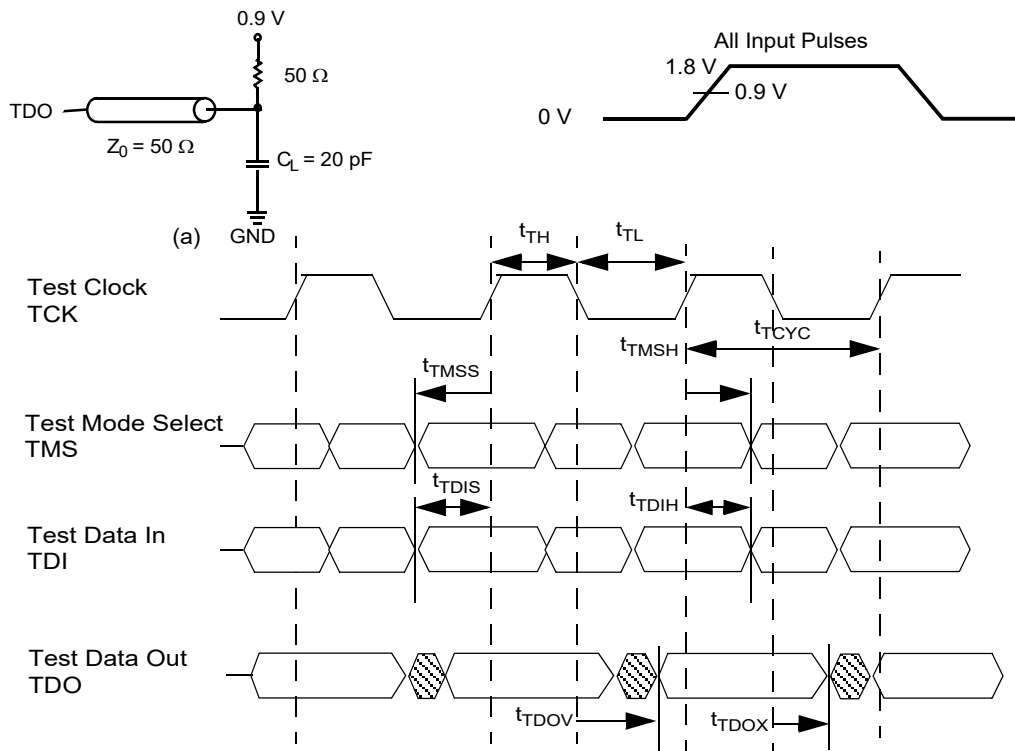 0.9 V
50 Ω
TDO
Z0 = 50 Ω
CL = 20 pF
(a)
GND
All Input Pulses
1.8 V
0.9 V
0 V
tTH
tTL
Test Clock
TCK
tTMSH
tTCYC
tTMSS
Test Mode Select
TMS
tTDIS
tTDIH
Test Data In
TDI
Test Data Out
TDO
tTDOV
tTDOX